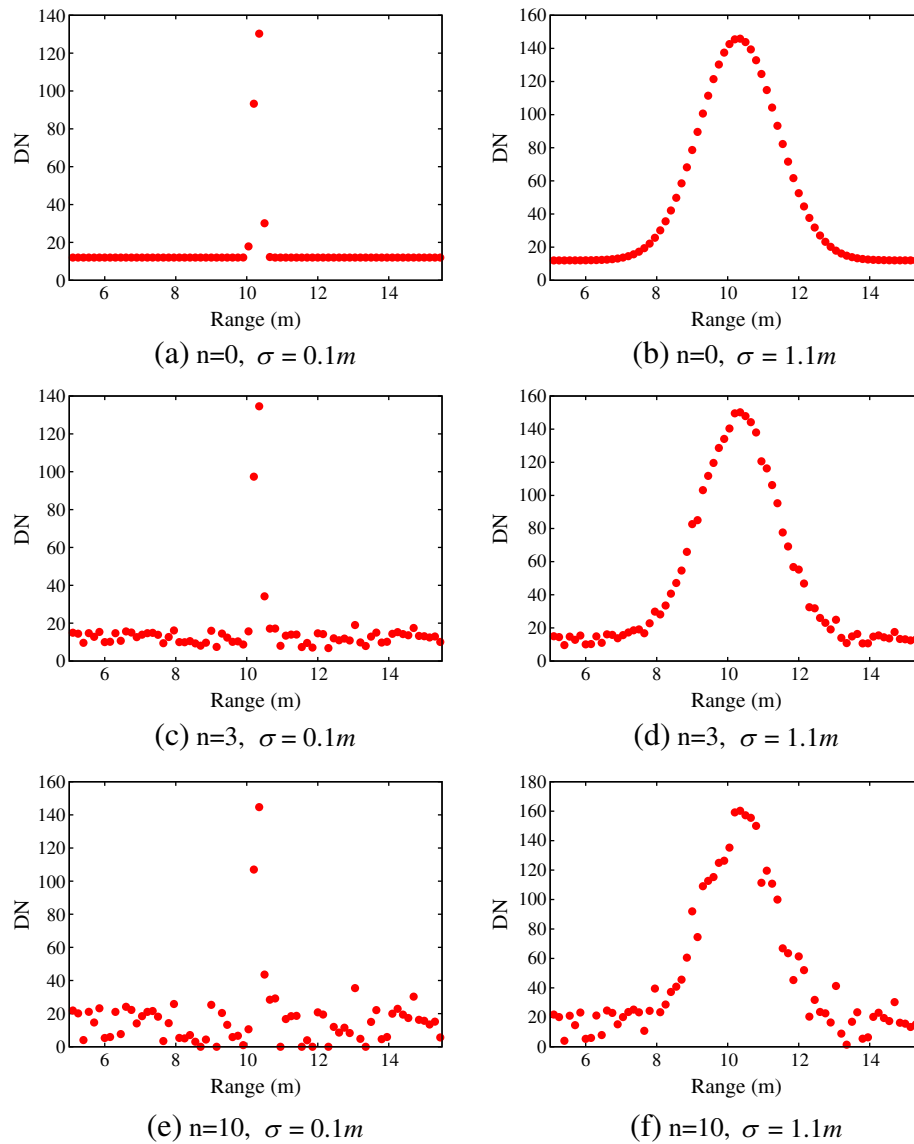 140
120
100
80
60
40
20
0
DN
6 8 10 12 14
Range (m)
(a) n=0, σ = 0.1m
160
140
120
100
80
60
40
20
0
DN
6 8 10 12 14
Range (m)
(b) n=0, σ = 1.1m
140
120
100
80
60
40
20
0
DN
6 8 10 12 14
Range (m)
(c) n=3, σ = 0.1m
160
140
120
100
80
60
40
20
0
DN
6 8 10 12 14
Range (m)
(d) n=3, σ = 1.1m
160
140
120
100
80
60
40
20
0
DN
6 8 10 12 14
Range (m)
(e) n=10, σ = 0.1m
180
160
140
120
100
80
60
40
20
0
DN
6 8 10 12 14
Range (m)
(f) n=10, σ = 1.1m